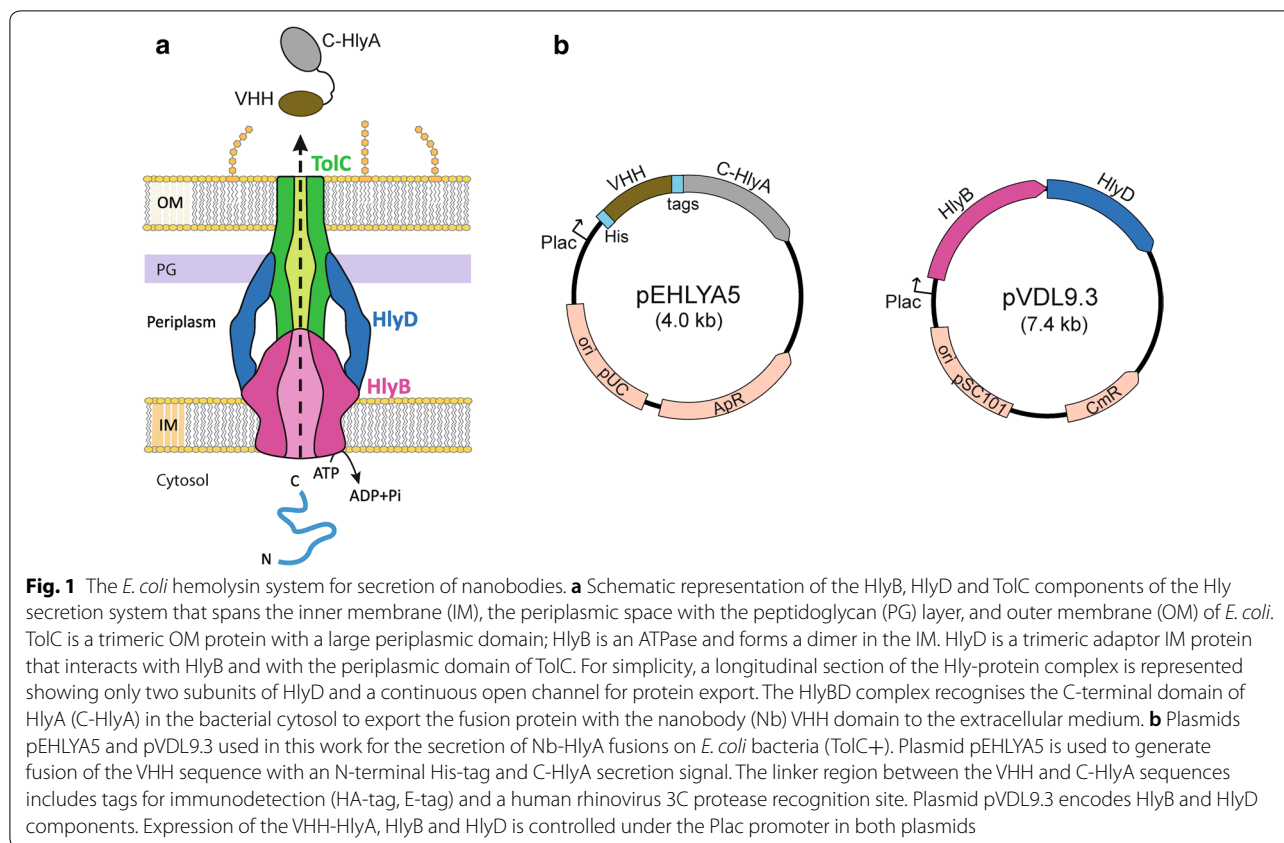 a
C-HlyA
VHH
TolC
OM
PG
Periplasm
HlyD
HlyB
IM
Cytosol
C
ATP
ADP+Pi
N
b
VHH
C-HlyA
tags
His
Plac
pEHLYA5
(4.0 kb)
ori
pUC
ApR
HlyB
HlyD
Plac
pVDL9.3
(7.4 kb)
ori
pSC101
CmR
Fig. 1 The E. coli hemolysin system for secretion of nanobodies. a Schematic representation of the HlyB, HlyD and TolC components of the Hly
secretion system that spans the inner membrane (IM), the periplasmic space with the peptidoglycan (PG) layer, and outer membrane (OM) of E. coli.
TolC is a trimeric OM protein with a large periplasmic domain; HlyB is an ATPase and forms a dimer in the IM. HlyD is a trimeric adaptor IM protein
that interacts with HlyB and with the periplasmic domain of TolC. For simplicity, a longitudinal section of the Hly-protein complex is represented
showing only two subunits of HlyD and a continuous open channel for protein export. The HlyBD complex recognises the C-terminal domain of
HlyA (C-HlyA) in the bacterial cytosol to export the fusion protein with the nanobody (Nb) VHH domain to the extracellular medium. b Plasmids
pEHLYA5 and pVDL9.3 used in this work for the secretion of Nb-HlyA fusions on E. coli bacteria (TolC+). Plasmid pEHLYA5 is used to generate
fusion of the VHH sequence with an N-terminal His-tag and C-HlyA secretion signal. The linker region between the VHH and C-HlyA sequences
includes tags for immunodetection (HA-tag, E-tag) and a human rhinovirus 3C protease recognition site. Plasmid pVDL9.3 encodes HlyB and HlyD
components. Expression of the VHH-HlyA, HlyB and HlyD is controlled under the Plac promoter in both plasmids